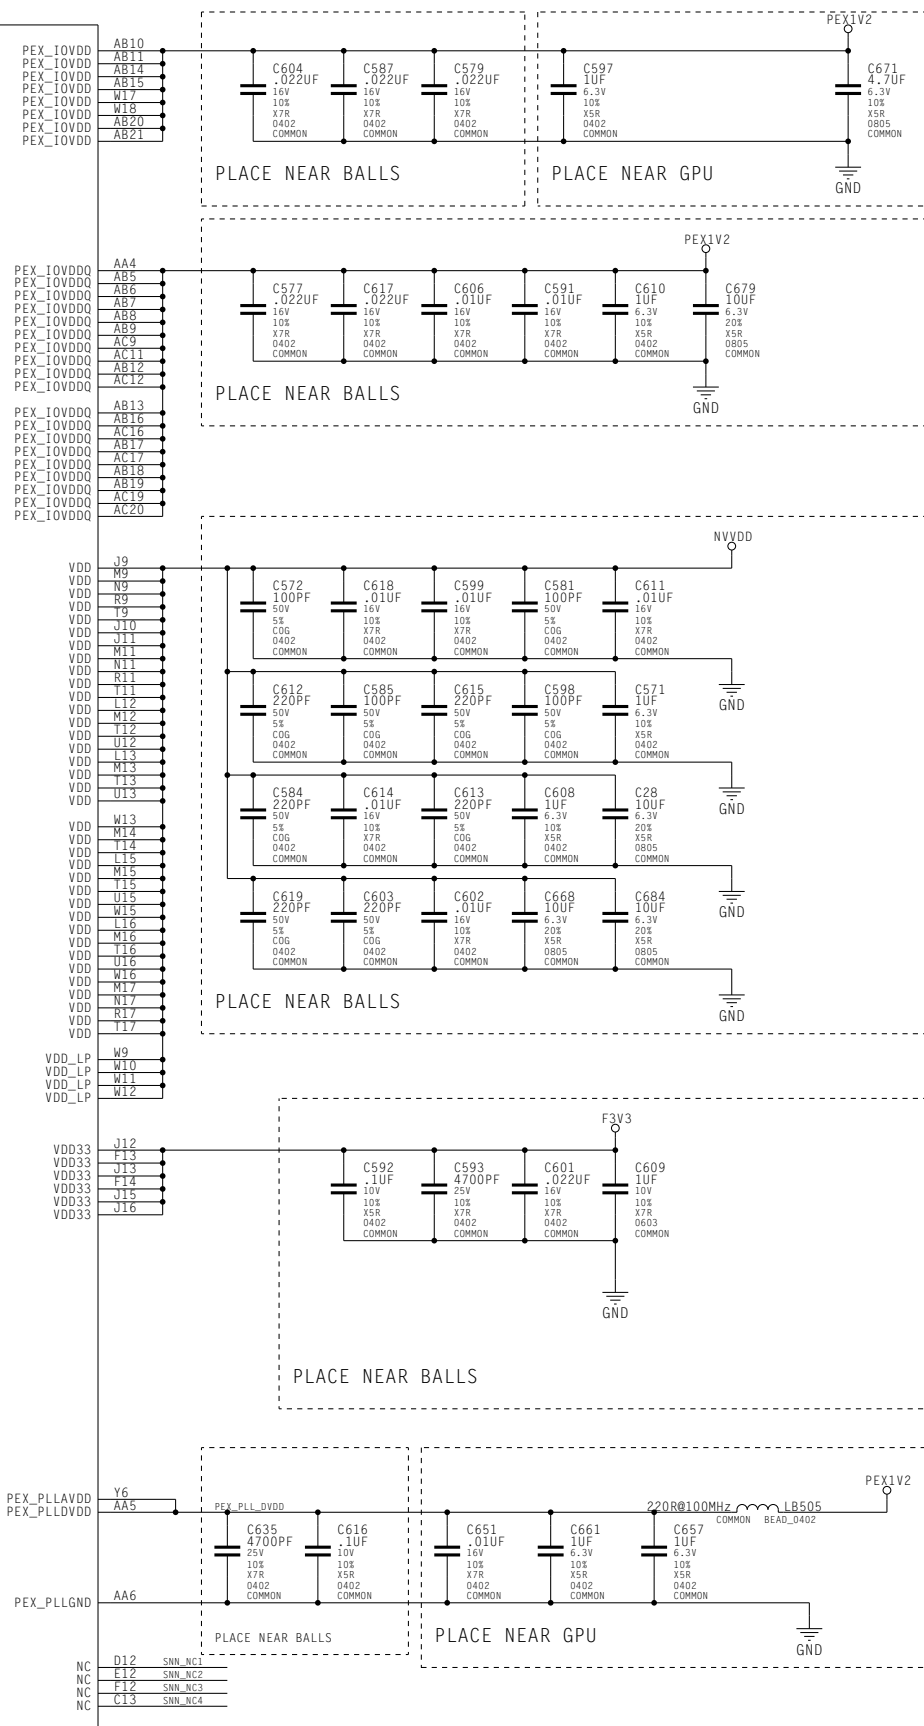 PEX1V2
PEX_IOVDD AB10
PEX_IOVDD AB11
PEX_IOVDD AB14
PEX_IOVDD AB15
PEX_IOVDD W17
PEX_IOVDD W18
PEX_IOVDD AB20
PEX_IOVDD AB21
C604
.022UF
16V
10%
X7R
0402
COMMON
C587
.022UF
16V
10%
X7R
0402
COMMON
C579
.022UF
16V
10%
X7R
0402
COMMON
C597
1UF
6.3V
10%
X5R
0402
COMMON
C671
4.7UF
6.3V
10%
X5R
0805
COMMON
PLACE NEAR BALLS
PLACE NEAR GPU
GND
PEX1V2
PEX_IOVDDQ AA4
PEX_IOVDDQ AB5
PEX_IOVDDQ AB6
PEX_IOVDDQ AB7
PEX_IOVDDQ AB8
PEX_IOVDDQ AB9
PEX_IOVDDQ AC9
PEX_IOVDDQ AC11
PEX_IOVDDQ AB12
PEX_IOVDDQ AC12
PEX_IOVDDQ AB13
PEX_IOVDDQ AB16
PEX_IOVDDQ AC16
PEX_IOVDDQ AB17
PEX_IOVDDQ AC17
PEX_IOVDDQ AB18
PEX_IOVDDQ AB19
PEX_IOVDDQ AC19
PEX_IOVDDQ AC20
C577
.022UF
16V
10%
X7R
0402
COMMON
C617
.022UF
16V
10%
X7R
0402
COMMON
C606
.01UF
16V
10%
X7R
0402
COMMON
C591
.01UF
16V
10%
X7R
0402
COMMON
C610
1UF
6.3V
10%
X5R
0402
COMMON
C679
10UF
6.3V
20%
X5R
0805
COMMON
PLACE NEAR BALLS
GND
NVVDD
VDD J9
VDD M9
VDD N9
VDD R9
VDD T9
VDD J10
VDD J11
VDD M11
VDD N11
VDD R11
VDD T11
VDD L12
VDD M12
VDD T12
VDD U12
VDD L13
VDD M13
VDD T13
VDD U13
VDD W13
VDD M14
VDD T14
VDD L15
VDD M15
VDD T15
VDD U15
VDD W15
VDD L16
VDD M16
VDD T16
VDD U16
VDD W16
VDD M17
VDD N17
VDD R17
VDD T17
VDD_LP W9
VDD_LP W10
VDD_LP W11
VDD_LP W12
C572
100PF
50V
5%
COG
0402
COMMON
C618
.01UF
16V
10%
X7R
0402
COMMON
C599
.01UF
16V
10%
X7R
0402
COMMON
C581
100PF
50V
5%
COG
0402
COMMON
C611
.01UF
16V
10%
X7R
0402
COMMON
GND
C612
220PF
50V
5%
COG
0402
COMMON
C585
100PF
50V
5%
COG
0402
COMMON
C615
220PF
50V
5%
COG
0402
COMMON
C598
100PF
50V
5%
COG
0402
COMMON
C571
1UF
6.3V
10%
X5R
0402
COMMON
GND
C584
220PF
50V
5%
COG
0402
COMMON
C614
.01UF
16V
10%
X7R
0402
COMMON
C613
220PF
50V
5%
COG
0402
COMMON
C608
1UF
6.3V
10%
X5R
0402
COMMON
C28
10UF
6.3V
20%
X5R
0805
COMMON
GND
C619
220PF
50V
5%
COG
0402
COMMON
C603
220PF
50V
5%
COG
0402
COMMON
C602
.01UF
16V
10%
X7R
0402
COMMON
C668
10UF
6.3V
20%
X5R
0805
COMMON
C684
10UF
6.3V
20%
X5R
0805
COMMON
PLACE NEAR BALLS
GND
F3V3
VDD33 J12
VDD33 F13
VDD33 J13
VDD33 F14
VDD33 J15
VDD33 J16
C592
.1UF
10V
10%
X5R
0402
COMMON
C593
4700PF
25V
10%
X7R
0402
COMMON
C601
.022UF
16V
10%
X7R
0402
COMMON
C609
1UF
10V
10%
X7R
0603
COMMON
GND
PLACE NEAR BALLS
PEX1V2
PEX_PLLAVDD Y6
PEX_PLLDVDD AA5
PEX_PLL_DVDD
220R@100MHz LB505
COMMON BEAD_0402
C635
4700PF
25V
10%
X7R
0402
COMMON
C616
.1UF
10V
10%
X5R
0402
COMMON
C651
.01UF
16V
10%
X7R
0402
COMMON
C661
1UF
6.3V
10%
X5R
0402
COMMON
C657
1UF
6.3V
10%
X5R
0402
COMMON
PEX_PLLGND AA6
PLACE NEAR BALLS
PLACE NEAR GPU
GND
NC D12 SNN_NC1
NC E12 SNN_NC2
NC F12 SNN_NC3
NC C13 SNN_NC4